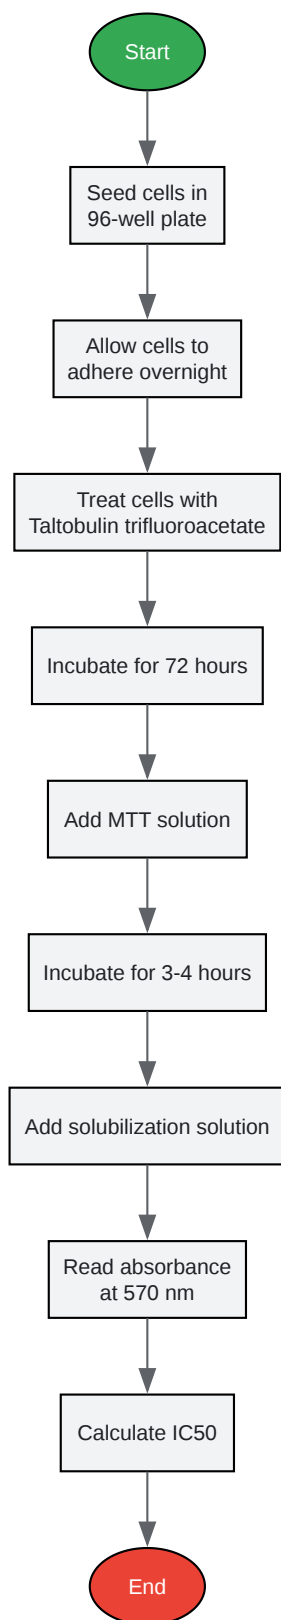 Start
Seed cells in
96-well plate
Allow cells to
adhere overnight
Treat cells with
Taltobulin trifluoroacetate
Incubate for 72 hours
Add MTT solution
Incubate for 3-4 hours
Add solubilization solution
Read absorbance
at 570 nm
Calculate IC50
End